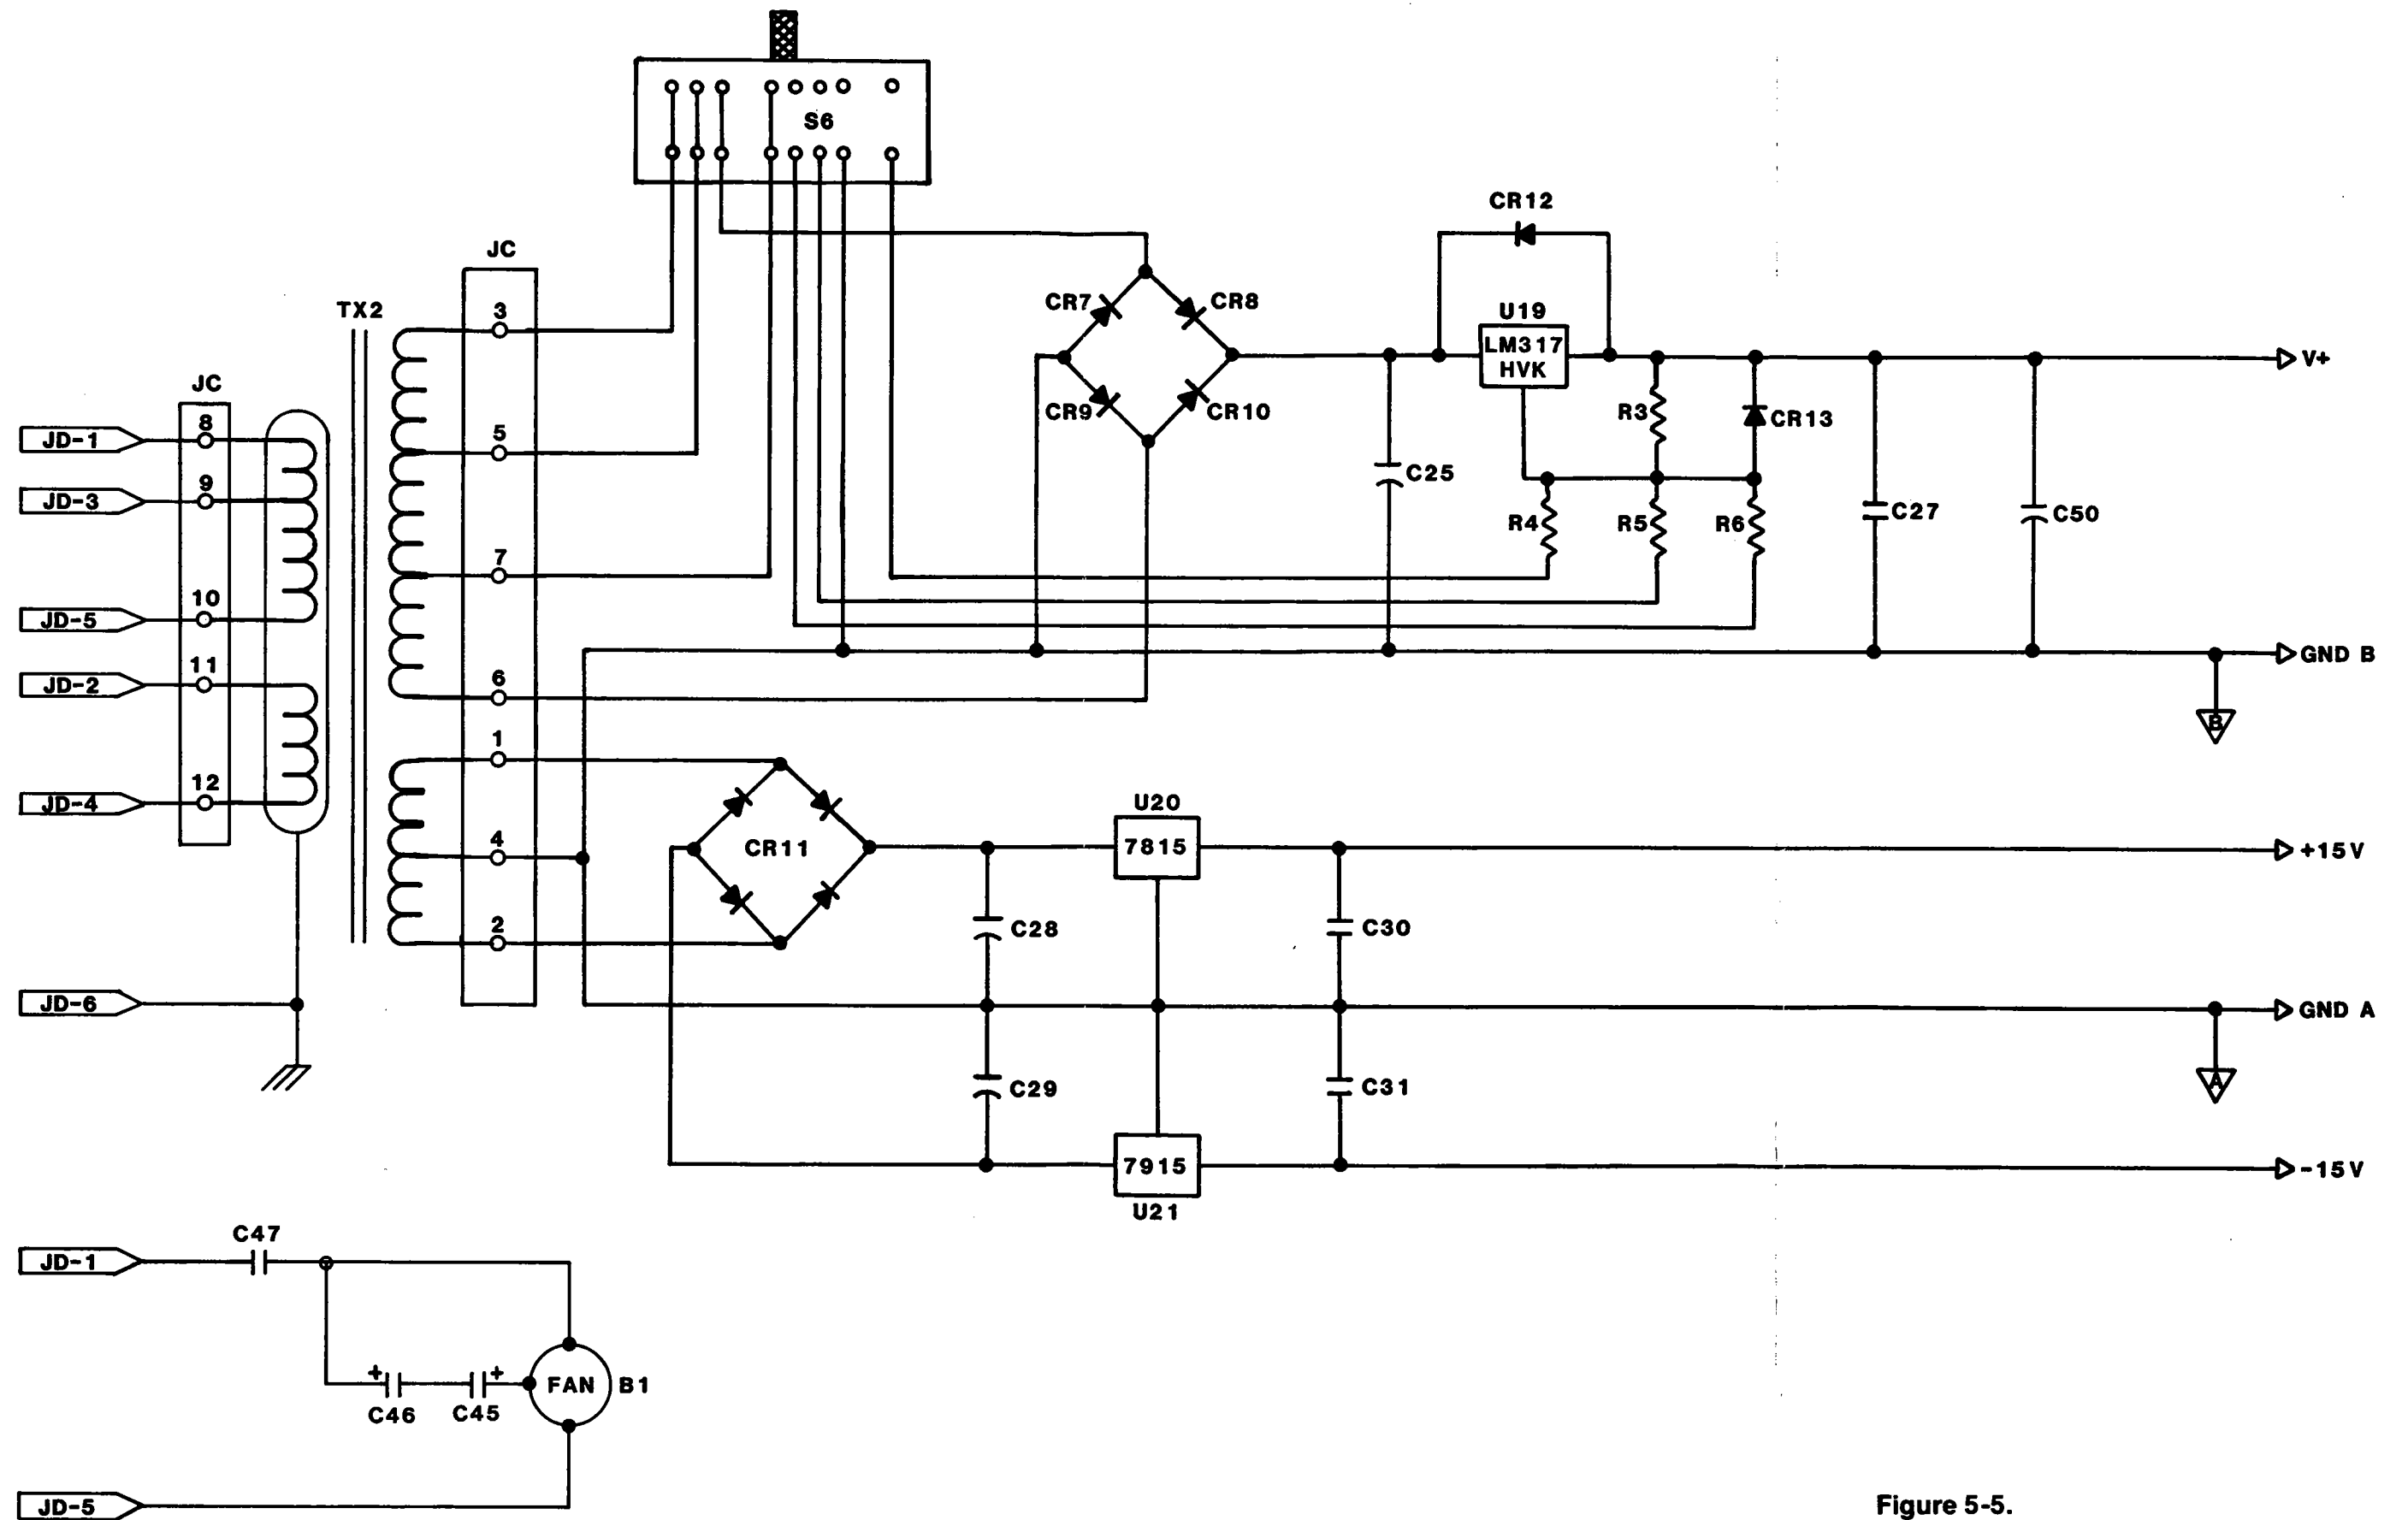 S6
CR12
JC
TX2
3
CR7
CR8
U19
LM317
HVK
V+
JC
8
JD-1
5
CR9
CR10
R3
CR13
9
JD-3
C25
R4
R5
R6
C27
C50
7
10
JD-5
11
JD-2
6
GND B
B
1
12
JD-4
U20
4
CR11
7815
+15V
2
C28
C30
JD-6
GND A
C29
C31
A
7915
-15V
U21
C47
JD-1
+
+
FAN
B1
C46
C45
JD-5
Figure 5-5.